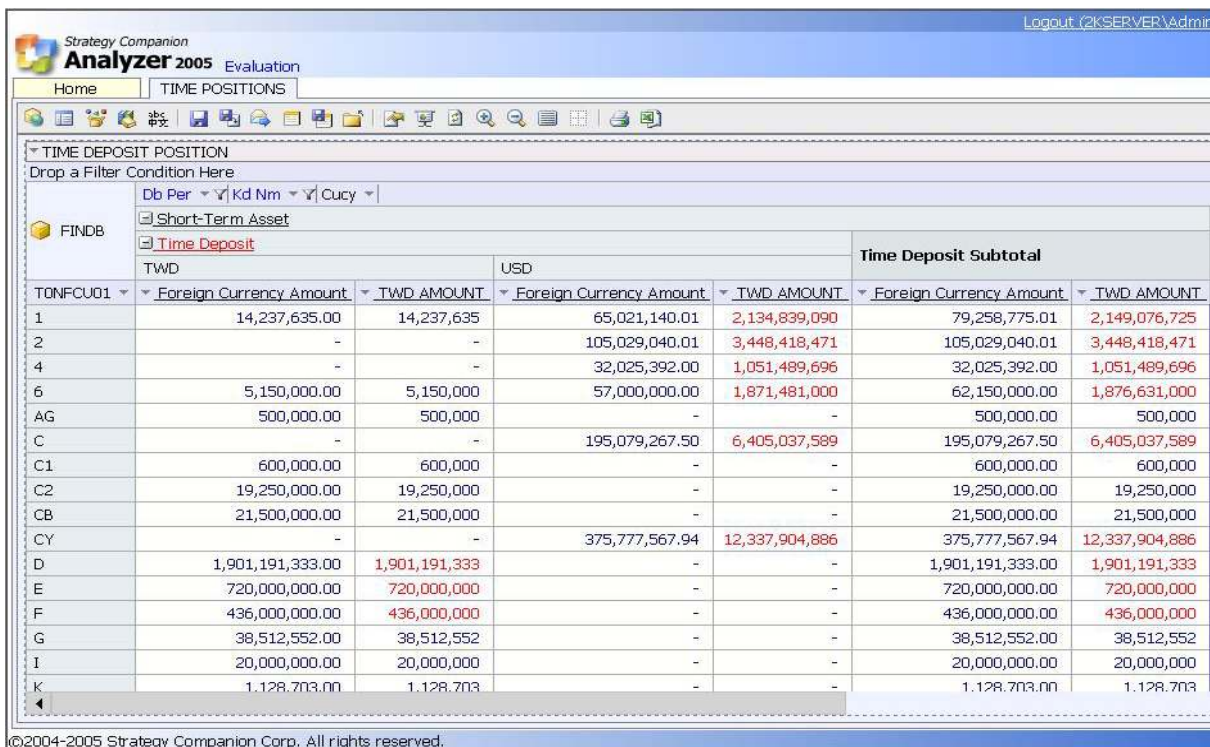 Logout (2KSERVER\Admir
Strategy Companion
Analyzer 2005 Evaluation
Home TIME POSITIONS
TIME DEPOSIT POSITION
Drop a Filter Condition Here
FINDB Db Per Kd Nm Cucy
Short-Term Asset
Time Deposit Time Deposit Subtotal
TWD USD
T0NFCU01 Foreign Currency Amount TWD AMOUNT Foreign Currency Amount TWD AMOUNT Foreign Currency Amount TWD AMOUNT
1 14,237,635.00 14,237,635 65,021,140.01 2,134,839,090 79,258,775.01 2,149,076,725
2 - - 105,029,040.01 3,448,418,471 105,029,040.01 3,448,418,471
4 - - 32,025,392.00 1,051,489,696 32,025,392.00 1,051,489,696
6 5,150,000.00 5,150,000 57,000,000.00 1,871,481,000 62,150,000.00 1,876,631,000
AG 500,000.00 500,000 - - 500,000.00 500,000
C - - 195,079,267.50 6,405,037,589 195,079,267.50 6,405,037,589
C1 600,000.00 600,000 - - 600,000.00 600,000
C2 19,250,000.00 19,250,000 - - 19,250,000.00 19,250,000
CB 21,500,000.00 21,500,000 - - 21,500,000.00 21,500,000
CY - - 375,777,567.94 12,337,904,886 375,777,567.94 12,337,904,886
D 1,901,191,333.00 1,901,191,333 - - 1,901,191,333.00 1,901,191,333
E 720,000,000.00 720,000,000 - - 720,000,000.00 720,000,000
F 436,000,000.00 436,000,000 - - 436,000,000.00 436,000,000
G 38,512,552.00 38,512,552 - - 38,512,552.00 38,512,552
I 20,000,000.00 20,000,000 - - 20,000,000.00 20,000,000
K 1,128,703.00 1,128,703 - - 1,128,703.00 1,128,703
©2004-2005 Strategy Companion Corp. All rights reserved.